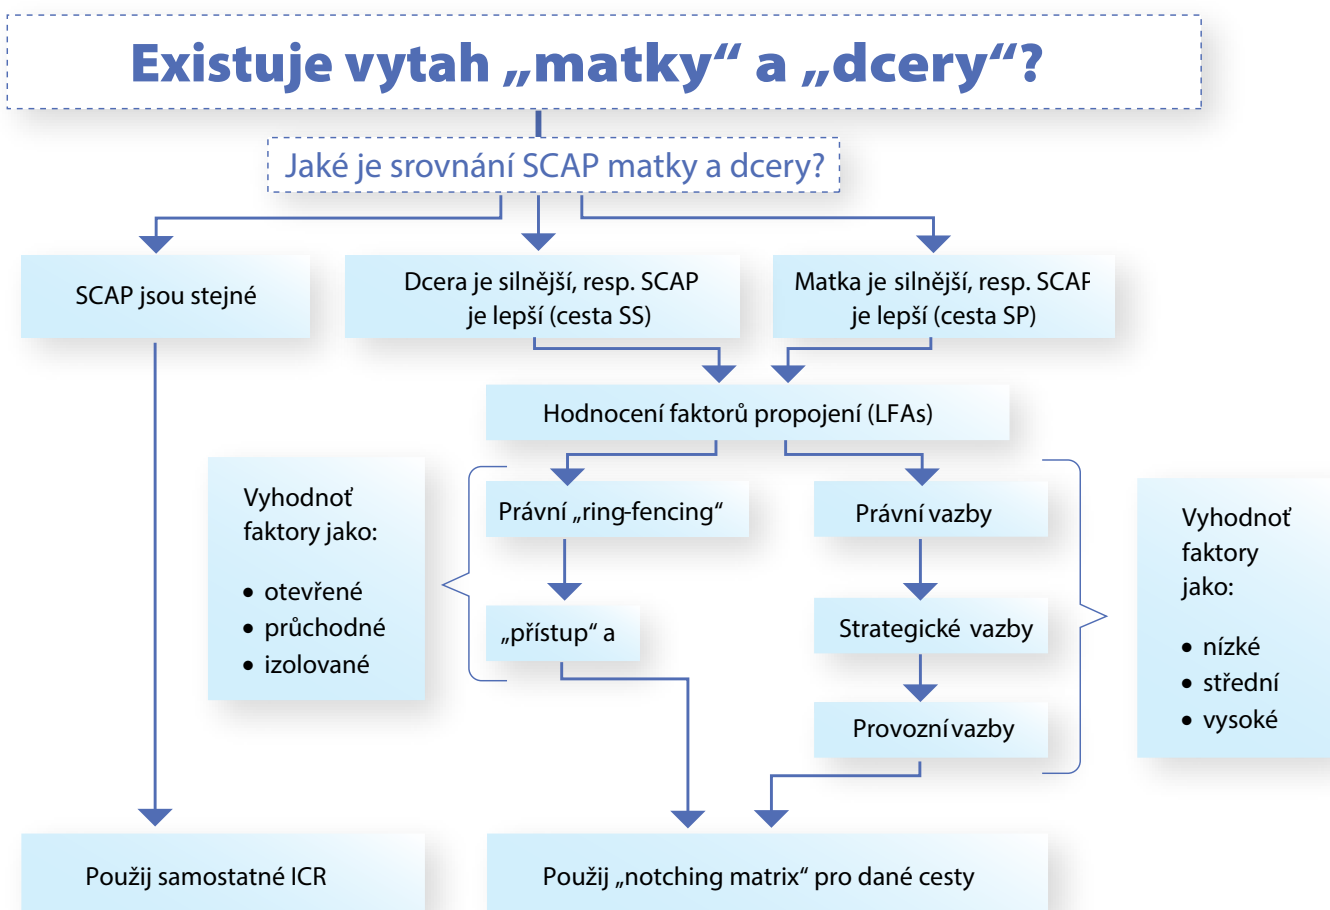 Existuje vytah „matky“ a „dcery“?
Jaké je srovnání SCAP matky a dcery?
SCAP jsou stejné
Dcera je silnější, resp. SCAP
je lepší (cesta SS)
Matka je silnější, resp. SCAP
je lepší (cesta SP)
Hodnocení faktorů propojení (LFAs)
Vyhodnoť
faktory jako:
• otevřené
• průchodné
• izolované
Právní „ring-fencing“
„přístup“ a
Právní vazby
Strategické vazby
Provozní vazby
Vyhodnoť
faktory
jako:
• nízké
• střední
• vysoké
Použij samostatné ICR
Použij „notching matrix“ pro dané cesty